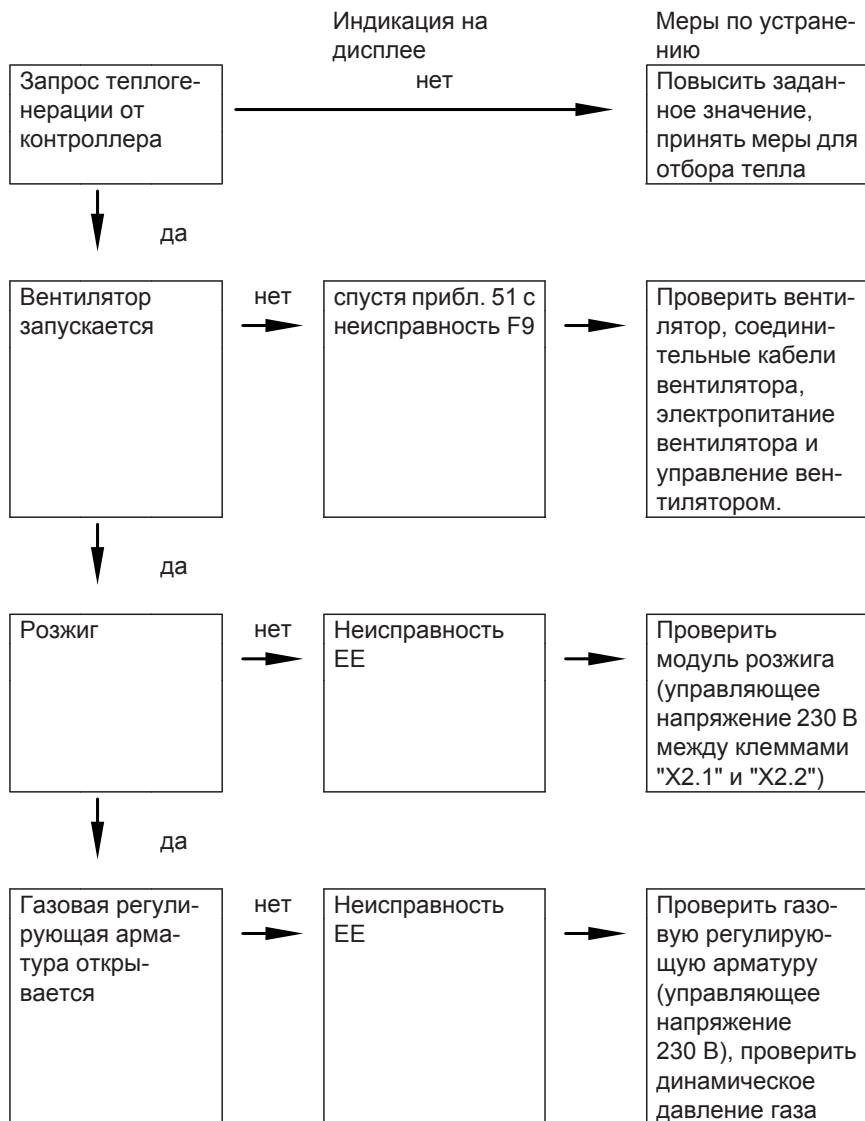 Индикация на
дисплее
Меры по устране-
нию
Запрос теплоге-
нерации от
контроллера
нет
Повысить задан-
ное значение,
принять меры для
отбора тепла
да
Вентилятор
запускается
нет
спустя прибл. 51 с
неисправность F9
Проверить венти-
лятор, соедини-
тельные кабели
вентилятора,
электропитание
вентилятора и
управление вен-
тилятором.
да
Розжиг
нет
Неисправность
EE
Проверить
модуль розжига
(управляющее
напряжение 230 В
между клеммами
"X2.1" и "X2.2")
да
Газовая регули-
рующая арма-
тура откры-
вается
нет
Неисправность
EE
Проверить газо-
вую регулирую-
щую арматуру
(управляющее
напряжение
230 В), проверить
динамическое
давление газа